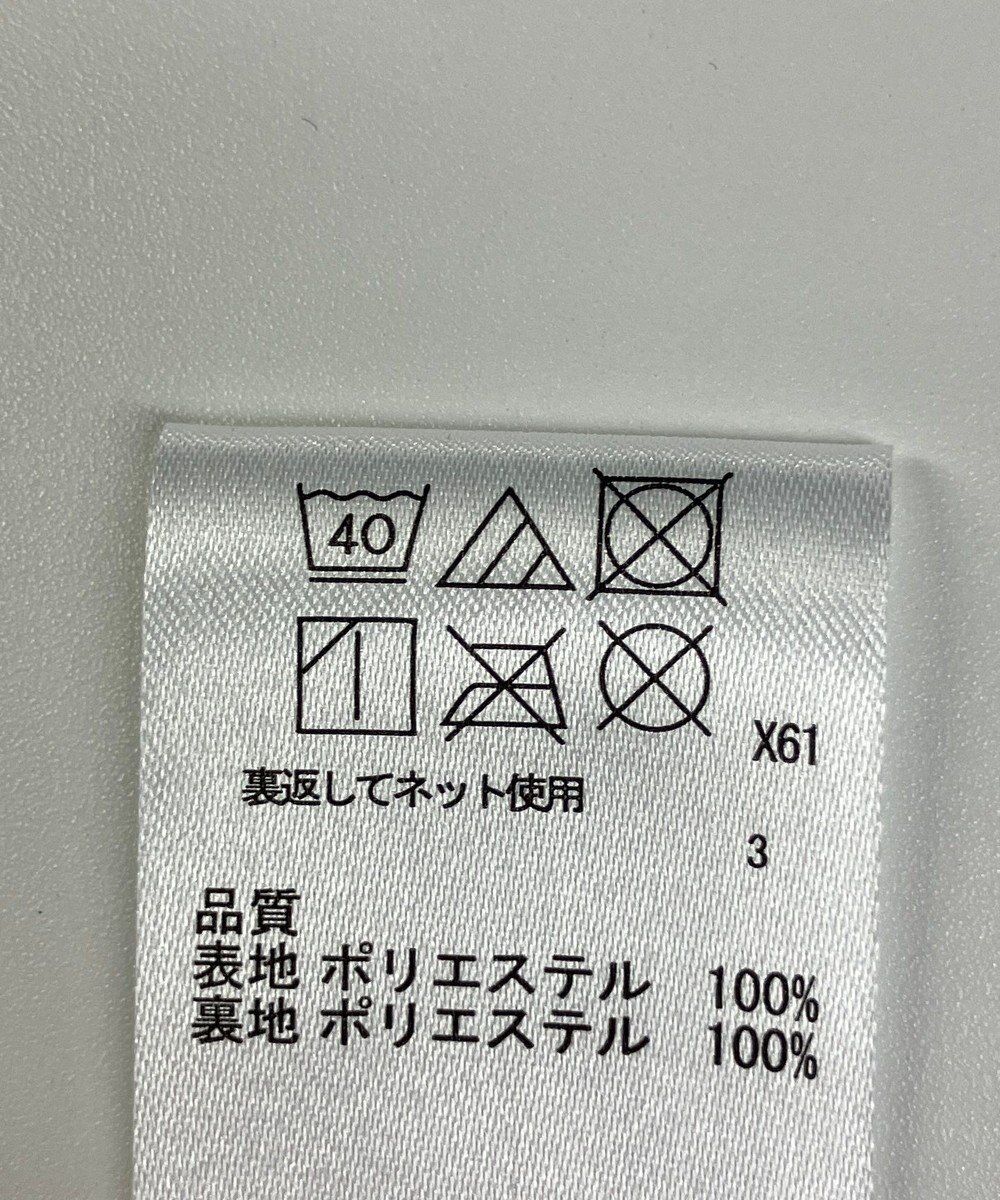 40
X61
裏返してネット使用
3
品質
表地 ポリエステル 100%
裏地 ポリエステル 100%